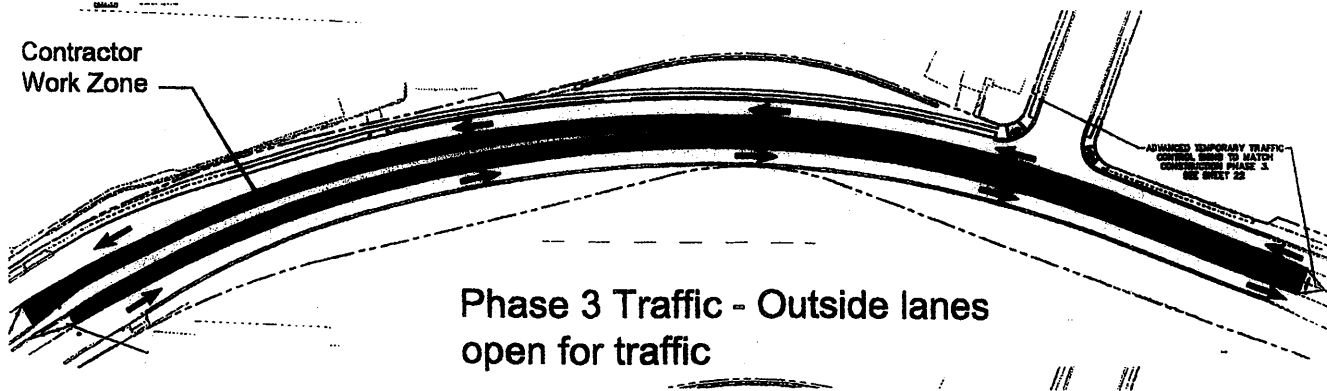 Contractor
Work Zone
ADVANCED TEMPORARY TRAFFIC
CONTROL SIGNS TO MATCH
CONSTRUCTION PHASE 3.
SEE SHEET 22
Phase 3 Traffic - Outside lanes
open for traffic